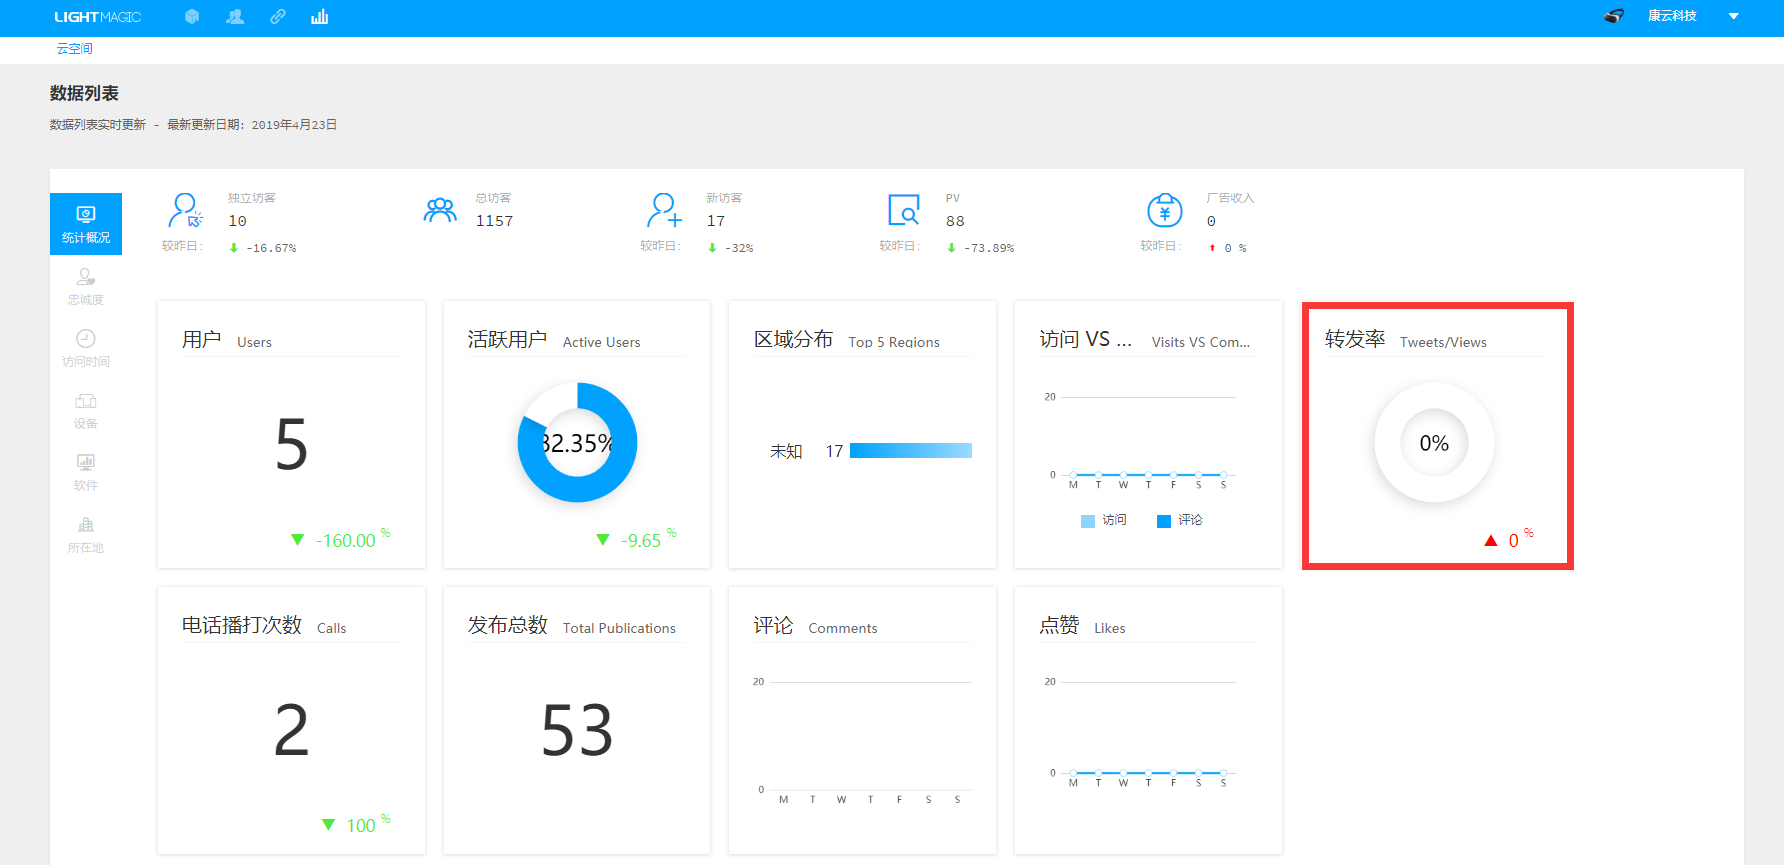 LIGHTMAGIC
康云科技
云空间
数据列表
数据列表实时更新 - 最新更新日期: 2019年4月23日
统计概况
忠诚度
访问时间
设备
软件
所在地
独立访客
10
较昨日: -16.67%
总访客
1157
新访客
17
较昨日: -32%
PV
88
较昨日: -73.89%
广告收入
0
较昨日: 0 %
用户 Users
5
-160.00 %
活跃用户 Active Users
82.35%
-9.65 %
区域分布 Top 5 Regions
未知 17
访问 VS ... Visits VS Com...
20
0
M T W T F S S
访问 评论
转发率 Tweets/Views
0%
0 %
电话播打次数 Calls
2
100 %
发布总数 Total Publications
53
评论 Comments
20
0
M T W T F S S
点赞 Likes
20
0
M T W T F S S